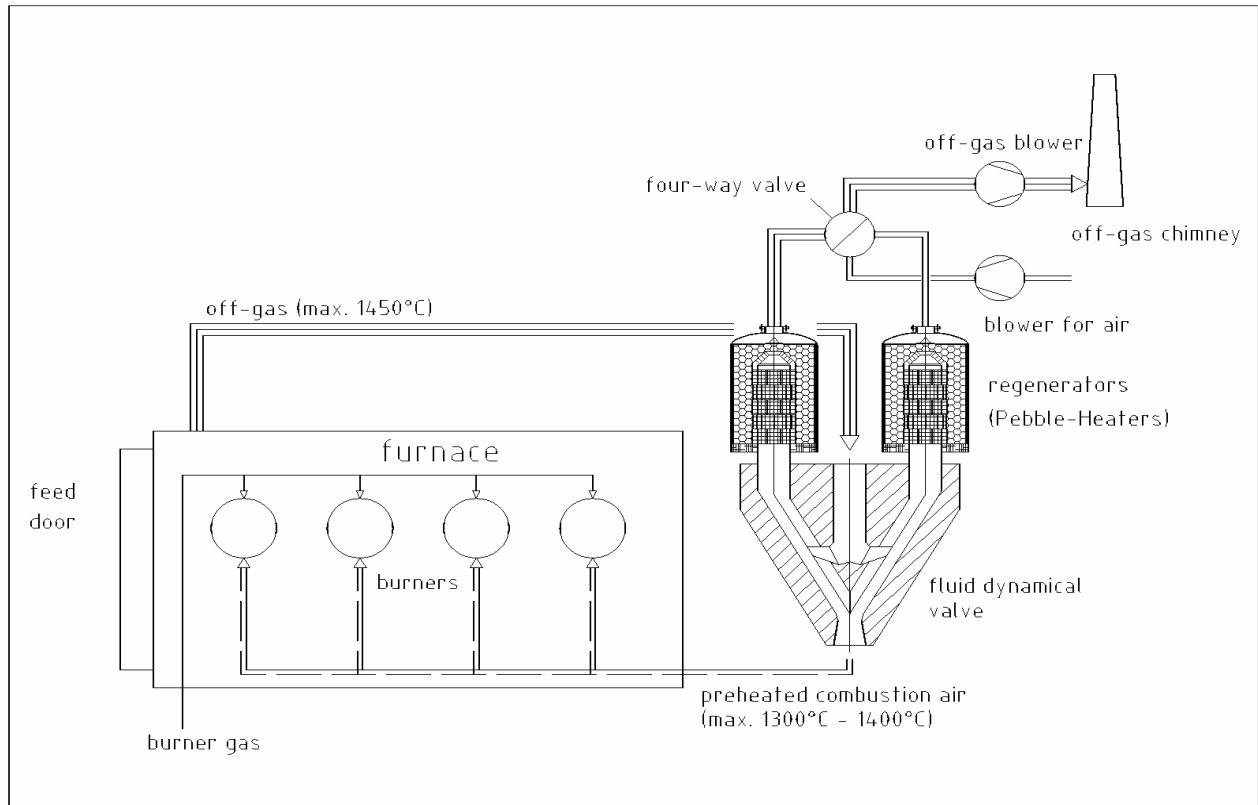 off-gas blower
four-way valve
off-gas chimney
off-gas (max. 1450°C)
blower for air
regenerators
(Pebble-Heaters)
furnace
feed
door
burners
fluid dynamical
valve
preheated combustion air
(max. 1300°C - 1400°C)
burner gas